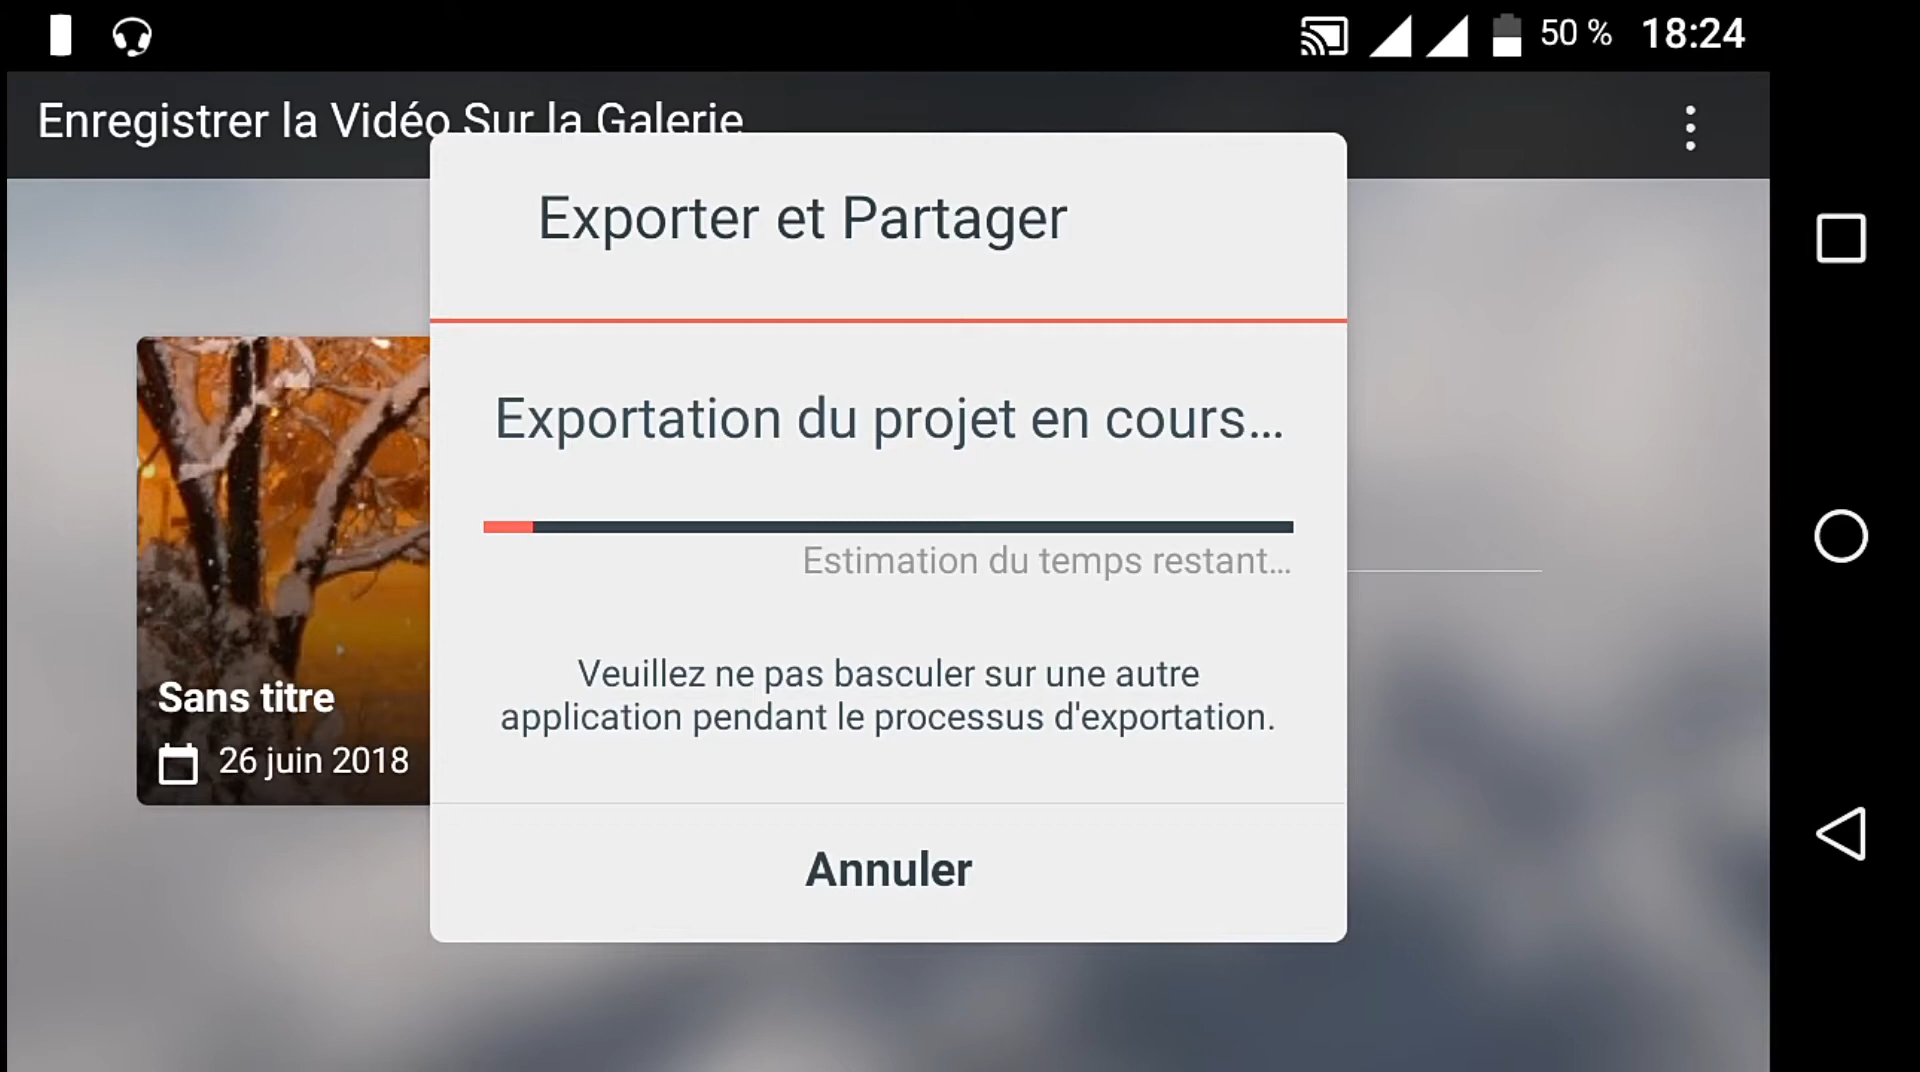 50 % 18:24
Enregistrer la Vidéo Sur la Galerie
Exporter et Partager
Exportation du projet en cours...
Estimation du temps restant...
Veuillez ne pas basculer sur une autre
application pendant le processus d'exportation.
Sans titre
26 juin 2018
Annuler